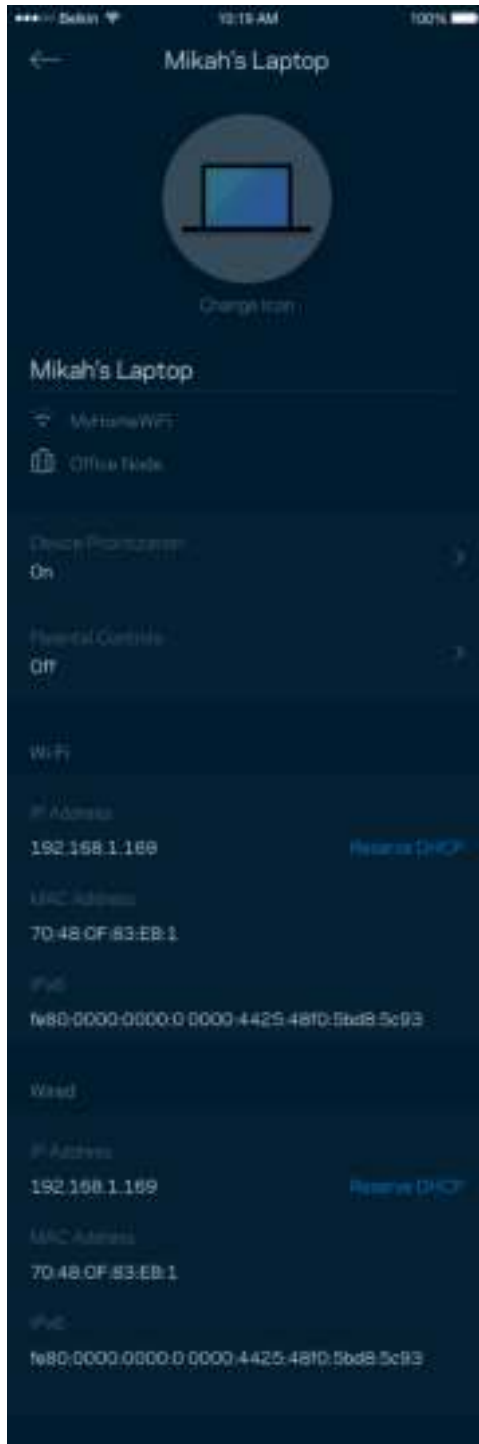 Belkin 10:19 AM 100%
Mikah's Laptop
Change Icon
Mikah's Laptop
MyHomeWiFi
Office Node
Device Prioritization
On
Parental Controls
Off
Wi-Fi
IP Address
192.168.1.169
Reserve DHCP
MAC Address
70:48:0F:83:EB:1
IPv6
fe80:0000:0000:0 0000:4425:48f0:5bd8:5c93
Wired
IP Address
192.168.1.169
Reserve DHCP
MAC Address
70:48:0F:83:EB:1
IPv6
fe80:0000:0000:0 0000:4425:48f0:5bd8:5c93